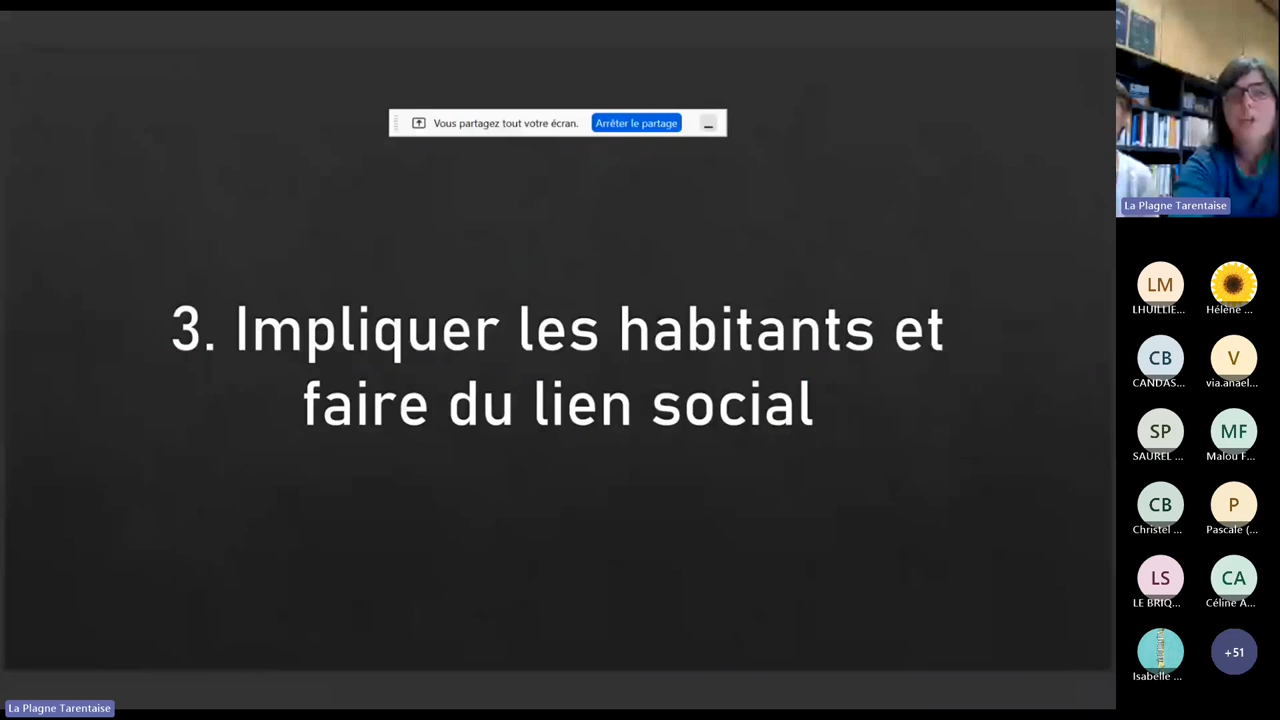 Vous partagez tout votre écran. Arrêter le partage
3. Impliquer les habitants et
faire du lien social
La Plagne Tarentaise
LM
LHUILLIE...
Hélène ...
CB
CANDAS...
V
via.anael...
SP
SAUREL ...
MF
Malou F...
CB
Christel ...
P
Pascale (...
LS
LE BRIQ...
CA
Céline A...
Isabelle ...
+51
La Plagne Tarentaise